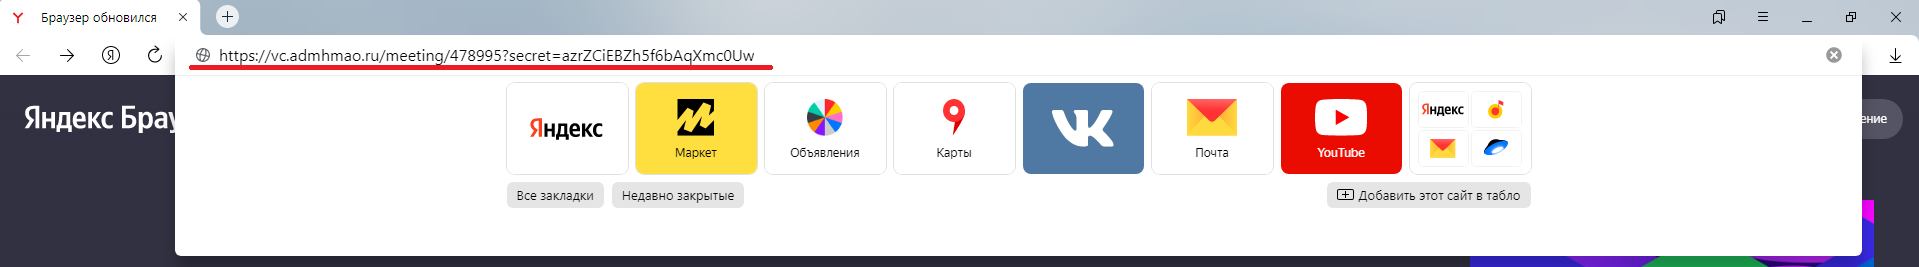 Браузер обновился
https://vc.admhmao.ru/meeting/478995?secret=azrZCiEBZh5f6bAqXmc0Uw
Яндекс Брау
ение
Яндекс
Маркет
Объявления
Карты
Почта
YouTube
Яндекс
Все закладки
Недавно закрытые
Добавить этот сайт в табло